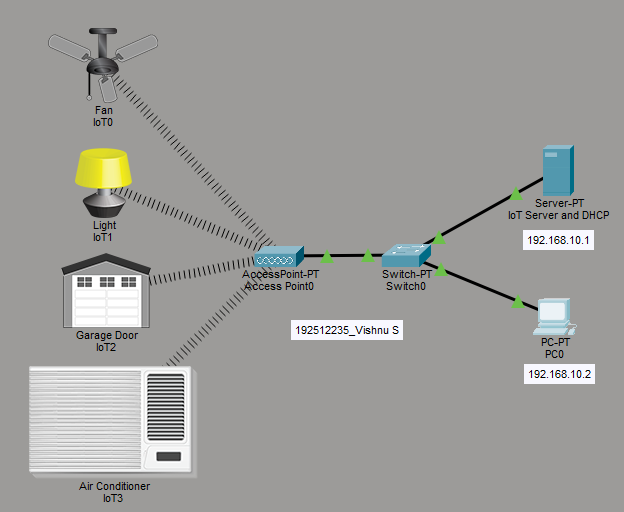 Fan
IoT0
Light
IoT1
Garage Door
IoT2
Air Conditioner
IoT3
AccessPoint-PT
Access Point0
192512235_Vishnu S
Switch-PT
Switch0
Server-PT
IoT Server and DHCP
192.168.10.1
PC-PT
PC0
192.168.10.2